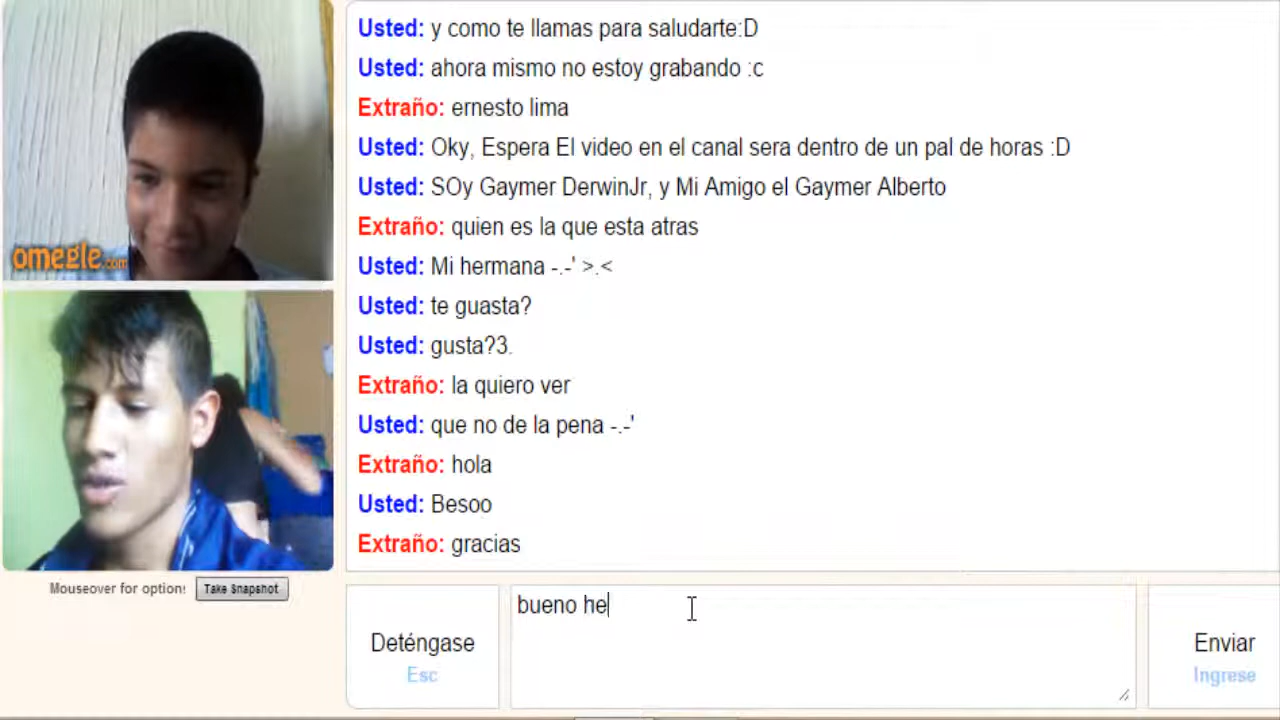 Usted: y como te llamas para saludarte:D
Usted: ahora mismo no estoy grabando :c
Extraño: ernesto lima
Usted: Oky, Espera El video en el canal sera dentro de un pal de horas :D
Usted: SOy Gaymer DerwinJr, y Mi Amigo el Gaymer Alberto
Extraño: quien es la que esta atras
Usted: Mi hermana -.-' >.<
Usted: te guasta?
Usted: gusta?3.
Extraño: la quiero ver
Usted: que no de la pena -.-'
Extraño: hola
Usted: Besoo
Extraño: gracias
omegle.com
Mouseover for option:
Take Snapshot
Deténgase
Esc
bueno he
Enviar
Ingrese